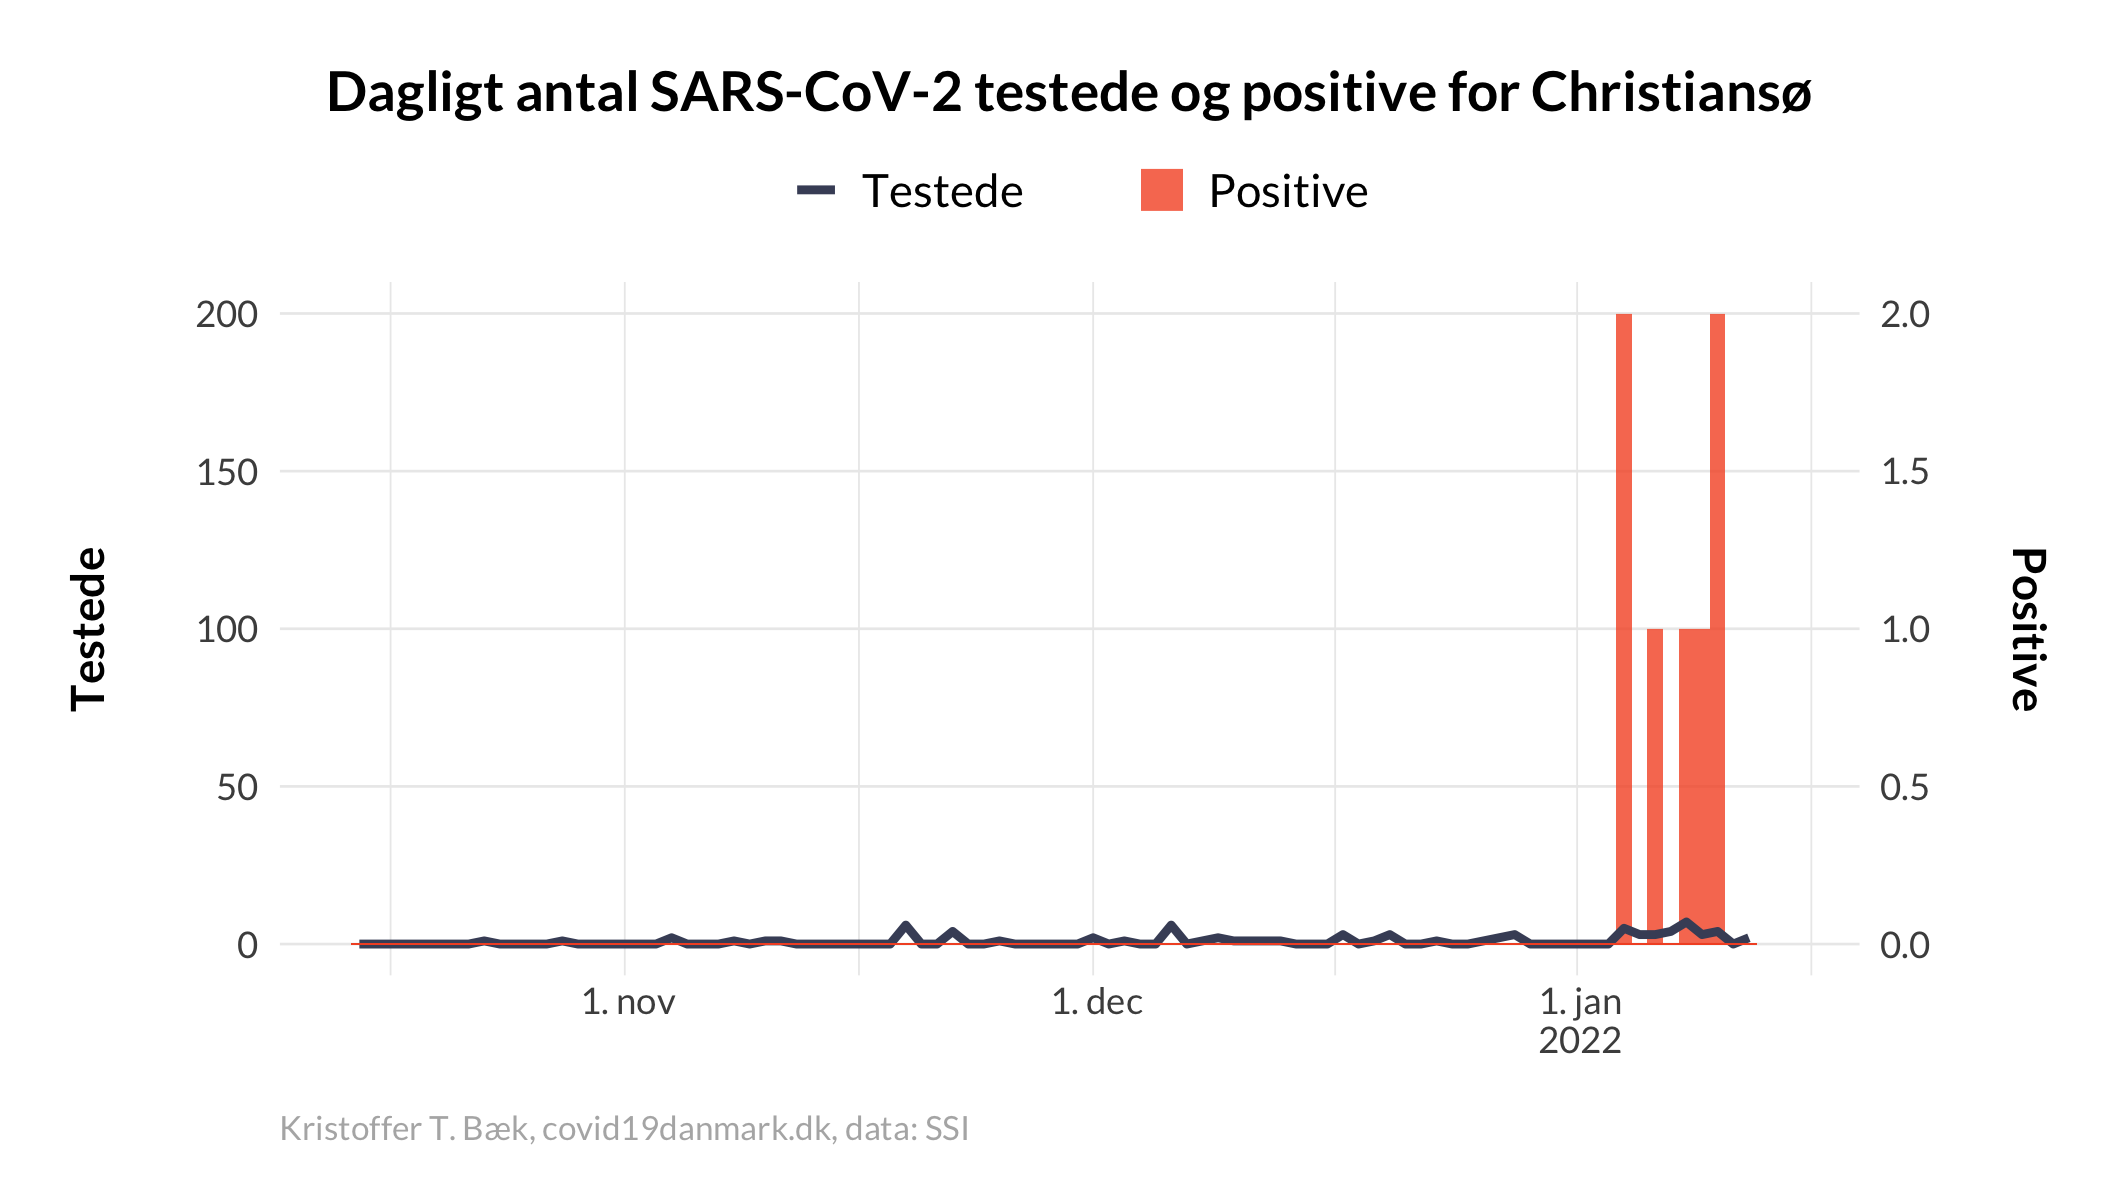 Dagligt antal SARS-CoV-2 testede og positive for Christiansø
Testede
Positive
200
150
100
50
0
2.0
1.5
1.0
0.5
0.0
Testede
Positive
1. nov
1. dec
1. jan
2022
Kristoffer T. Bæk, covid19danmark.dk, data: SSI